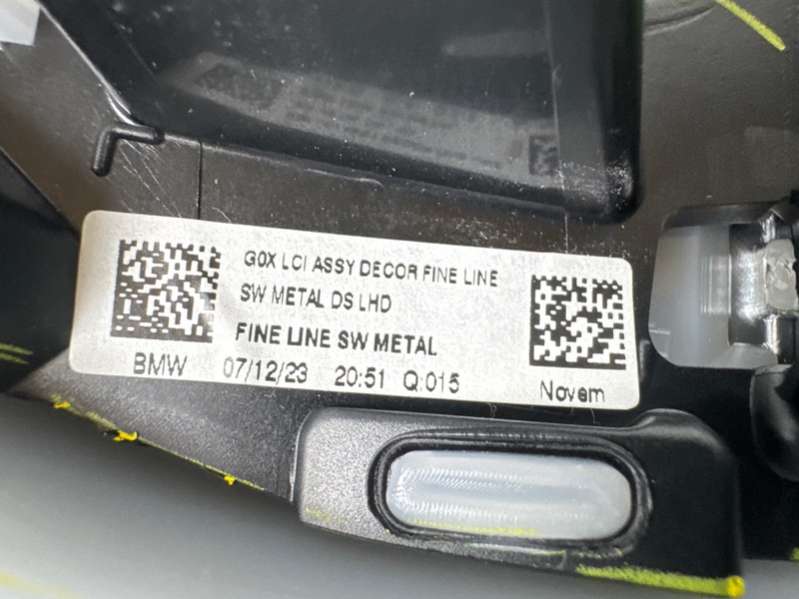 G0X LCI ASSY DECOR FINE LINE
SW METAL DS LHD
FINE LINE SW METAL
BMW 07/12/23 20:51 Q:015
Novem